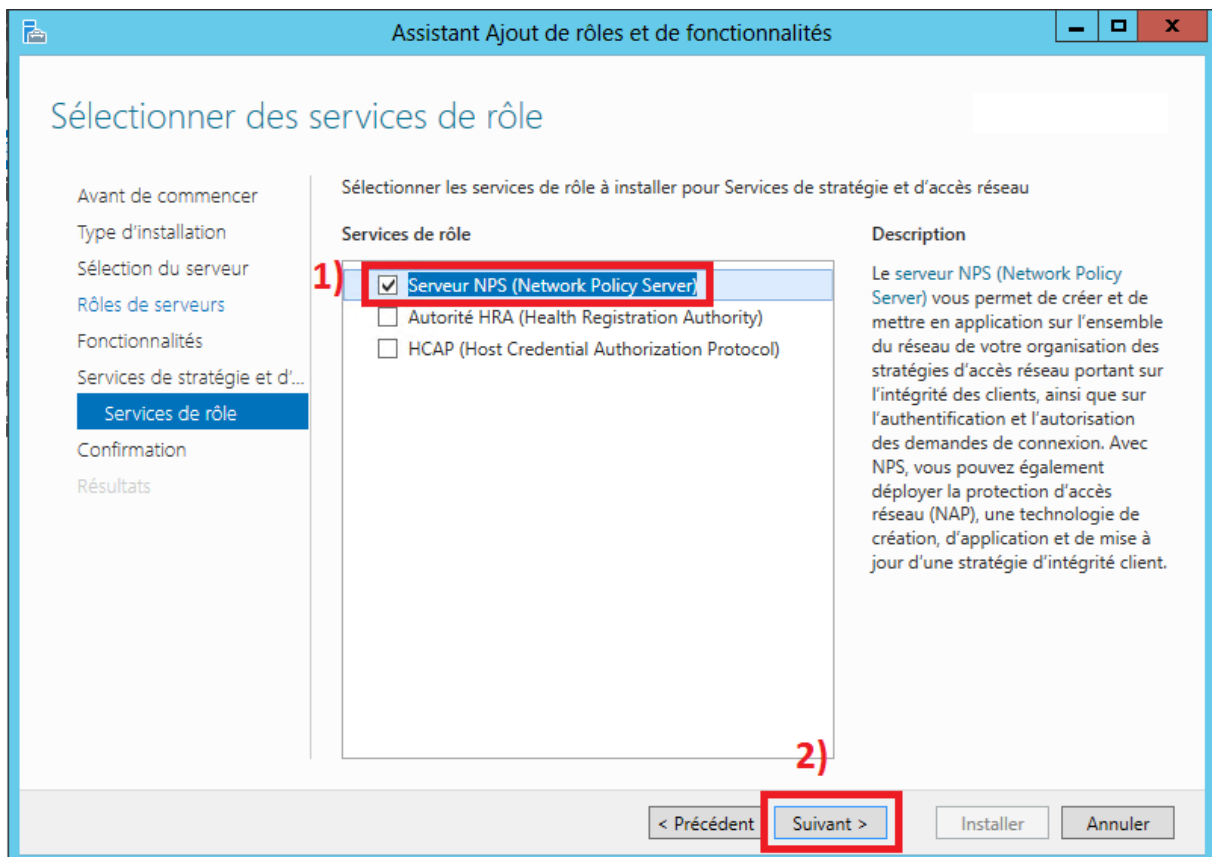 Assistant Ajout de rôles et de fonctionnalités
Sélectionner des services de rôle
Avant de commencer
Type d'installation
Sélection du serveur
Rôles de serveurs
Fonctionnalités
Services de stratégie et d'...
Services de rôle
Confirmation
Résultats
Sélectionner les services de rôle à installer pour Services de stratégie et d'accès réseau
Services de rôle
1)
Serveur NPS (Network Policy Server)
Autorité HRA (Health Registration Authority)
HCAP (Host Credential Authorization Protocol)
Description
Le serveur NPS (Network Policy
Server) vous permet de créer et de
mettre en application sur l'ensemble
du réseau de votre organisation des
stratégies d'accès réseau portant sur
l'intégrité des clients, ainsi que sur
l'authentification et l'autorisation
des demandes de connexion. Avec
NPS, vous pouvez également
déployer la protection d'accès
réseau (NAP), une technologie de
création, d'application et de mise à
jour d'une stratégie d'intégrité client.
2)
< Précédent
Suivant >
Installer
Annuler